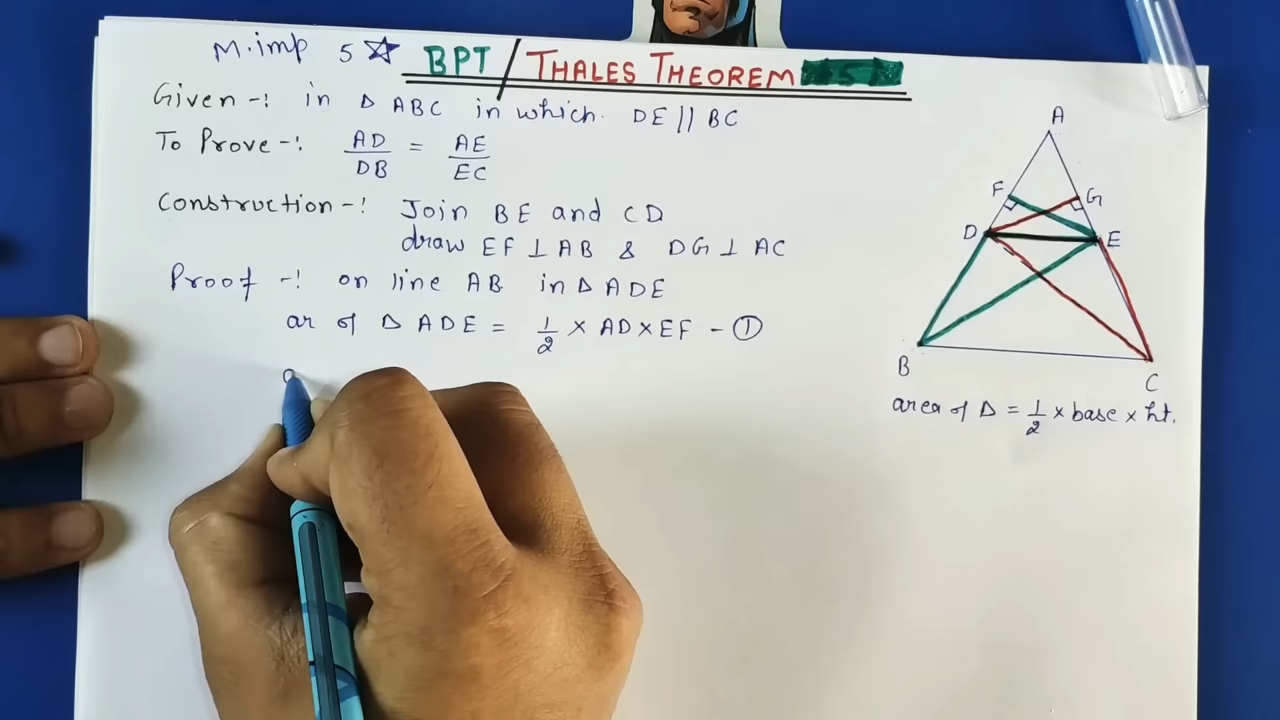 M.imp 5 ☆ BPT / THALES THEOREM
Given -: in Δ ABC in which. DE || BC
To Prove -: AD/DB = AE/EC
Construction -: Join BE and CD
draw EF ⊥ AB & DG ⊥ AC
Proof -: on line AB in Δ ADE
ar of Δ ADE = 1/2 × AD × EF - ①
A
F
G
D
E
B
C
area of Δ = 1/2 × base × ht.